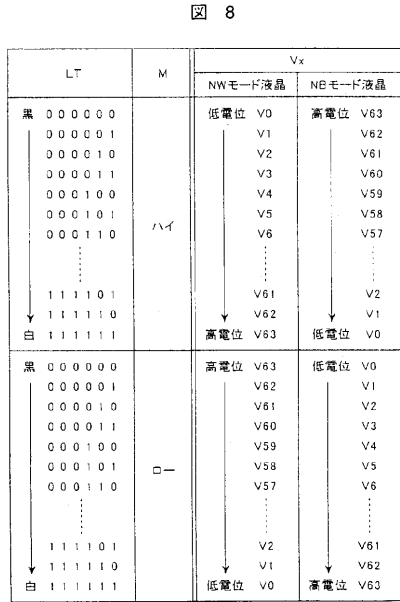 図 8
LT M Vx
NWモード液晶 NBモード液晶
黒 000000 低電位 V0 高電位 V63
000001 V1 V62
000010 V2 V61
000011 V3 V60
000100 V4 V59
000101 V5 V58
000110 ハイ V6 V57
111101 V61 V2
111110 V62 V1
白 111111 高電位 V63 低電位 V0
黒 000000 高電位 V63 低電位 V0
000001 V62 V1
000010 V61 V2
000011 V60 V3
000100 V59 V4
000101 ロー V58 V5
000110 V57 V6
111101 V2 V61
111110 V1 V62
白 111111 低電位 V0 高電位 V63